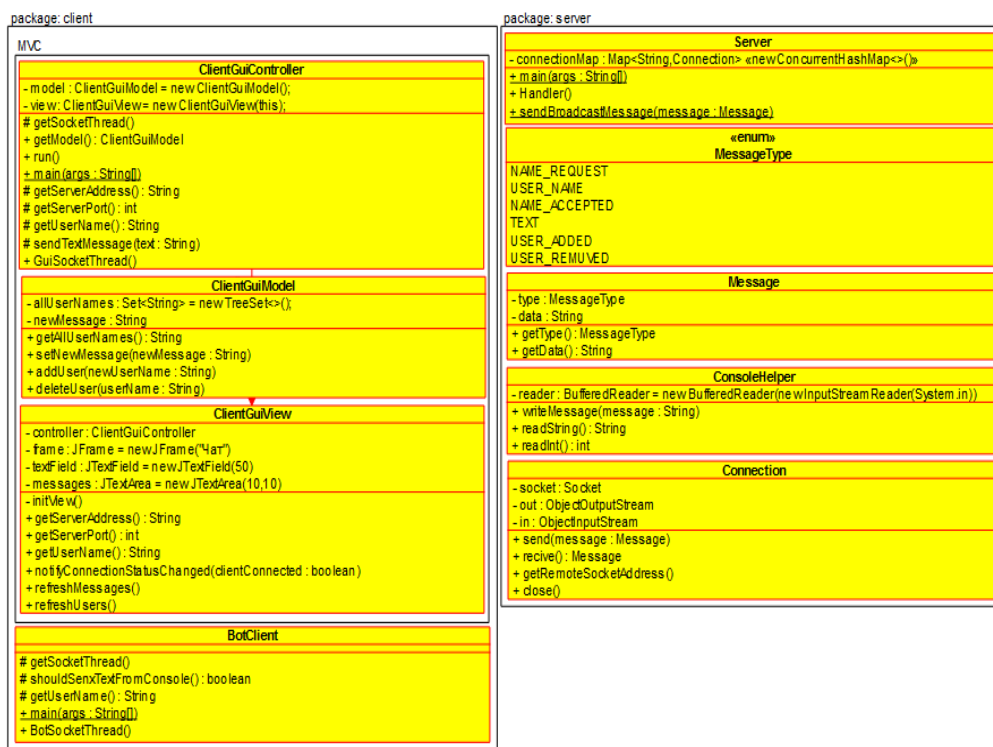 package: client
MVC
ClientGuiController
- model : ClientGuiModel = new ClientGuiModel();
- view: ClientGuiView= new ClientGuiView(this);
# getSocketThread()
+ getModel() : ClientGuiModel
+ run()
+ main(args : String[])
# getServerAddress() : String
# getServerPort() : int
# getUserName() : String
# sendTextMessage(text : String)
+ GuiSocketThread()
ClientGuiModel
- allUserNames : Set<String> = new TreeSet<>();
- newMessage : String
+ getAllUserNames() : String
+ setNewMessage(newMessage : String)
+ addUser(newUserName : String)
+ deleteUser(userName : String)
ClientGuiView
- controller : ClientGuiController
- frame : JFrame = new JFrame("Чат")
- textField : JTextField = new JTextField(50)
- messages : JTextArea = new JTextArea(10,10)
- initView()
+ getServerAddress() : String
+ getServerPort() : int
+ getUserName() : String
+ notifyConnectionStatusChanged(clientConnected : boolean)
+ refreshMessages()
+ refreshUsers()
BotClient
# getSocketThread()
# shouldSenxTextFromConsole() : boolean
# getUserName() : String
+ main(args : String[])
+ BotSocketThread()
package: server
Server
- connectionMap : Map<String,Connection> «new ConcurrentHashMap<>()»
+ main(args : String[])
+ Handler()
+ sendBroadcastMessage(message : Message)
«enum»
MessageType
NAME_REQUEST
USER_NAME
NAME_ACCEPTED
TEXT
USER_ADDED
USER_REMUVED
Message
- type : MessageType
- data : String
+ getType() : MessageType
+ getData() : String
ConsoleHelper
- reader : BufferedReader = new BufferedReader(new InputStreamReader(System.in))
+ writeMessage(message : String)
+ readString() : String
+ readInt() : int
Connection
- socket : Socket
- out : ObjectOutputStream
- in : ObjectInputStream
+ send(message : Message)
+ recive() : Message
+ getRemoteSocketAddress()
+ close()